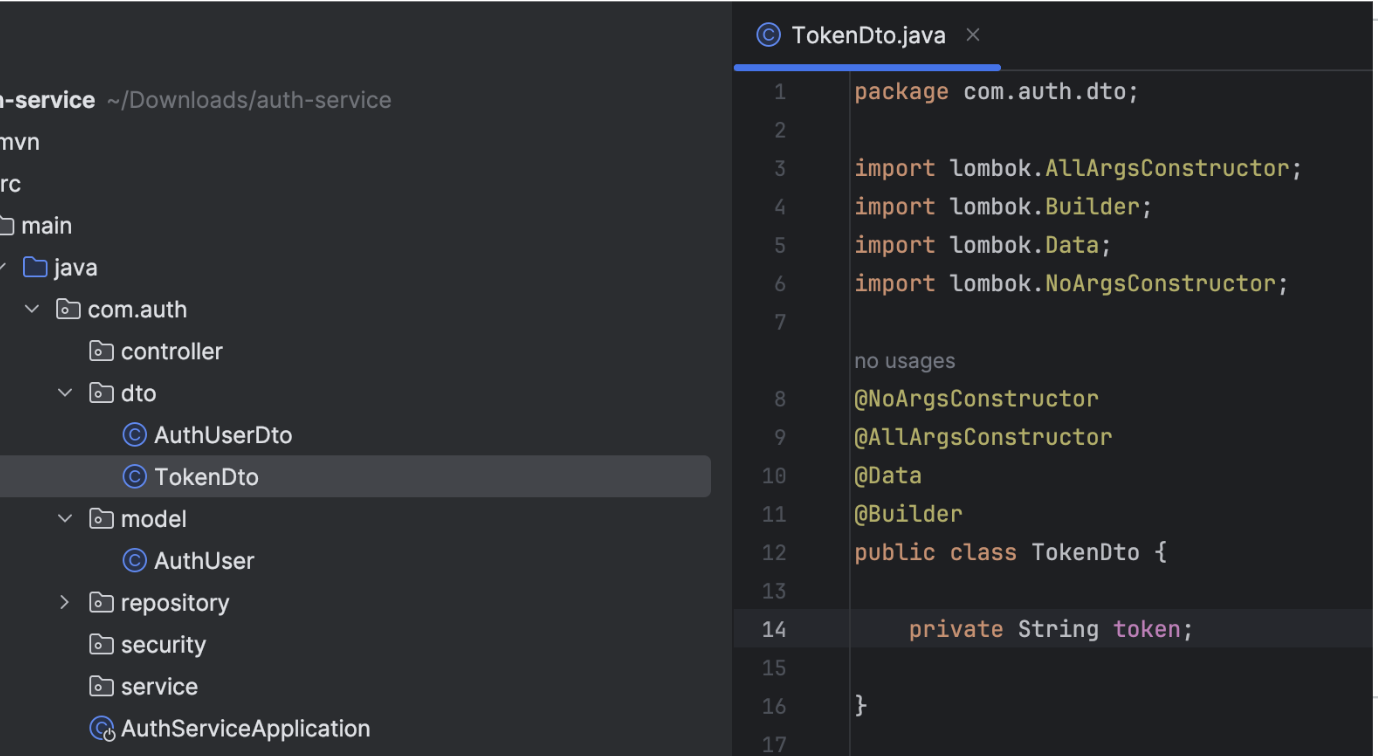 n-service ~/Downloads/auth-service
mvn
rc
main
java
com.auth
controller
dto
AuthUserDto
TokenDto
model
AuthUser
repository
security
service
AuthServiceApplication
TokenDto.java
1 package com.auth.dto;
2
3 import lombok.AllArgsConstructor;
4 import lombok.Builder;
5 import lombok.Data;
6 import lombok.NoArgsConstructor;
7
no usages
8 @NoArgsConstructor
9 @AllArgsConstructor
10 @Data
11 @Builder
12 public class TokenDto {
13
14 private String token;
15
16 }
17